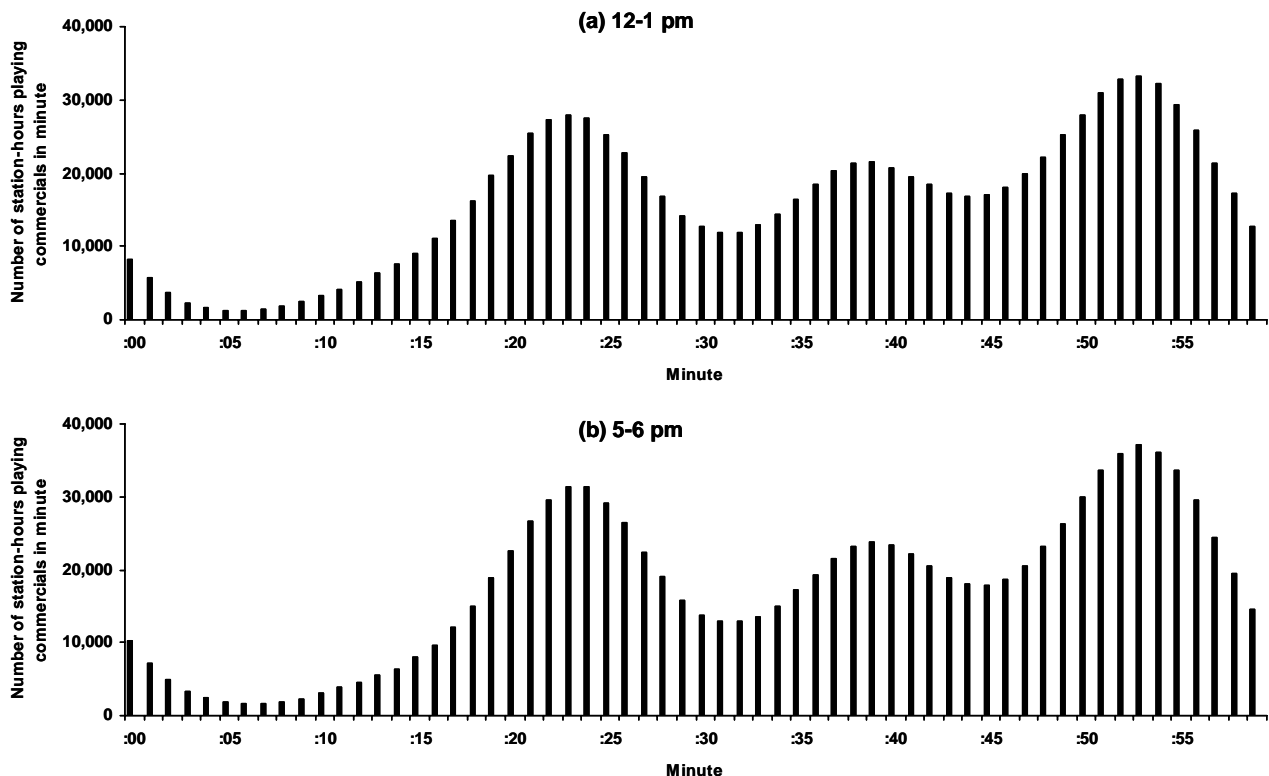 (a) 12-1 pm
Number of station-hours playing
commercials in minute
40,000
30,000
20,000
10,000
0
:00 :05 :10 :15 :20 :25 :30 :35 :40 :45 :50 :55
Minute
(b) 5-6 pm
Number of station-hours playing
commercials in minute
40,000
30,000
20,000
10,000
0
:00 :05 :10 :15 :20 :25 :30 :35 :40 :45 :50 :55
Minute